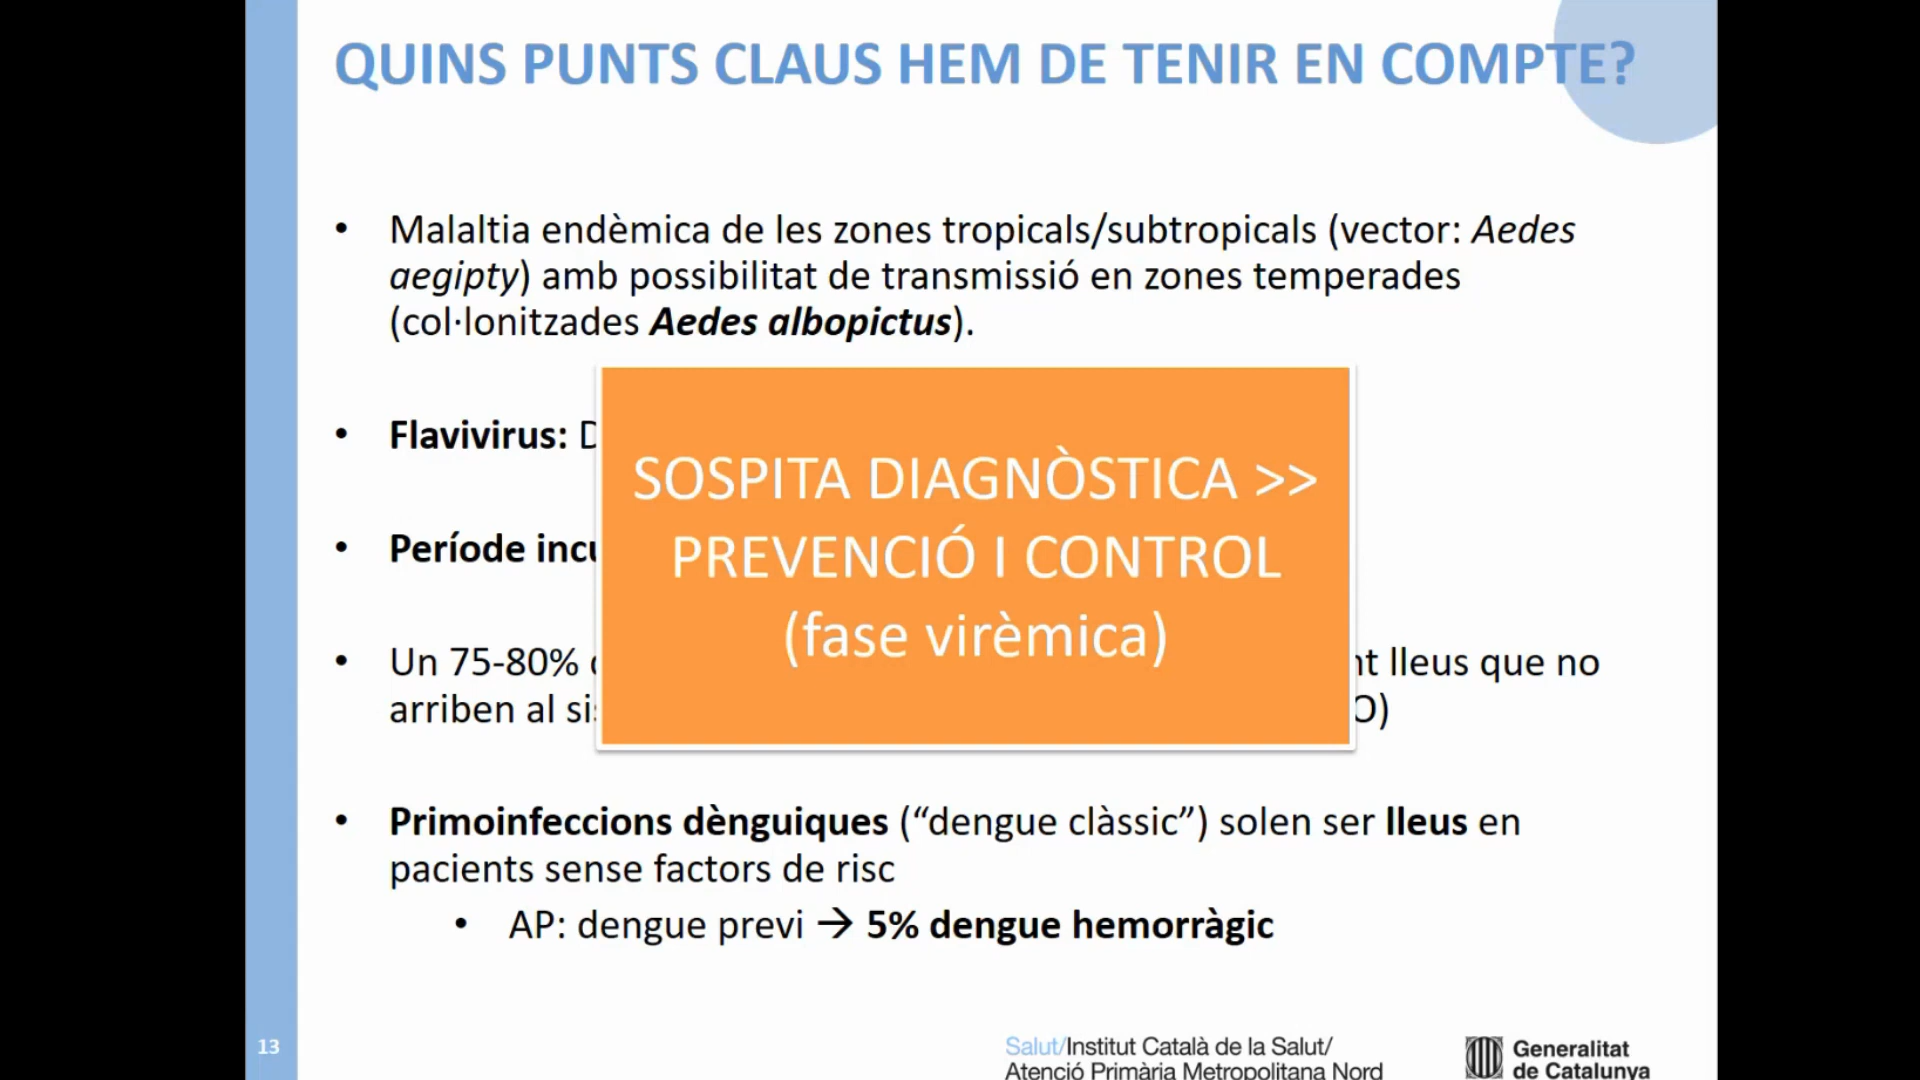 QUINS PUNTS CLAUS HEM DE TENIR EN COMPTE?
• Malaltia endèmica de les zones tropicals/subtropicals (vector: Aedes
aegipty) amb possibilitat de transmissió en zones temperades
(col·lonitzades Aedes albopictus).
• Flavivirus:
• Període
SOSPITA DIAGNÒSTICA >>
PREVENCIÓ I CONTROL
(fase virèmica)
• Un 75-80% lleus que no
arriben al
• Primoinfeccions dènguiques (“dengue clàssic”) solen ser lleus en
pacients sense factors de risc
• AP: dengue previ → 5% dengue hemorràgic
13
Salut/Institut Català de la Salut/
Atenció Primària Metropolitana Nord
Generalitat
de Catalunya